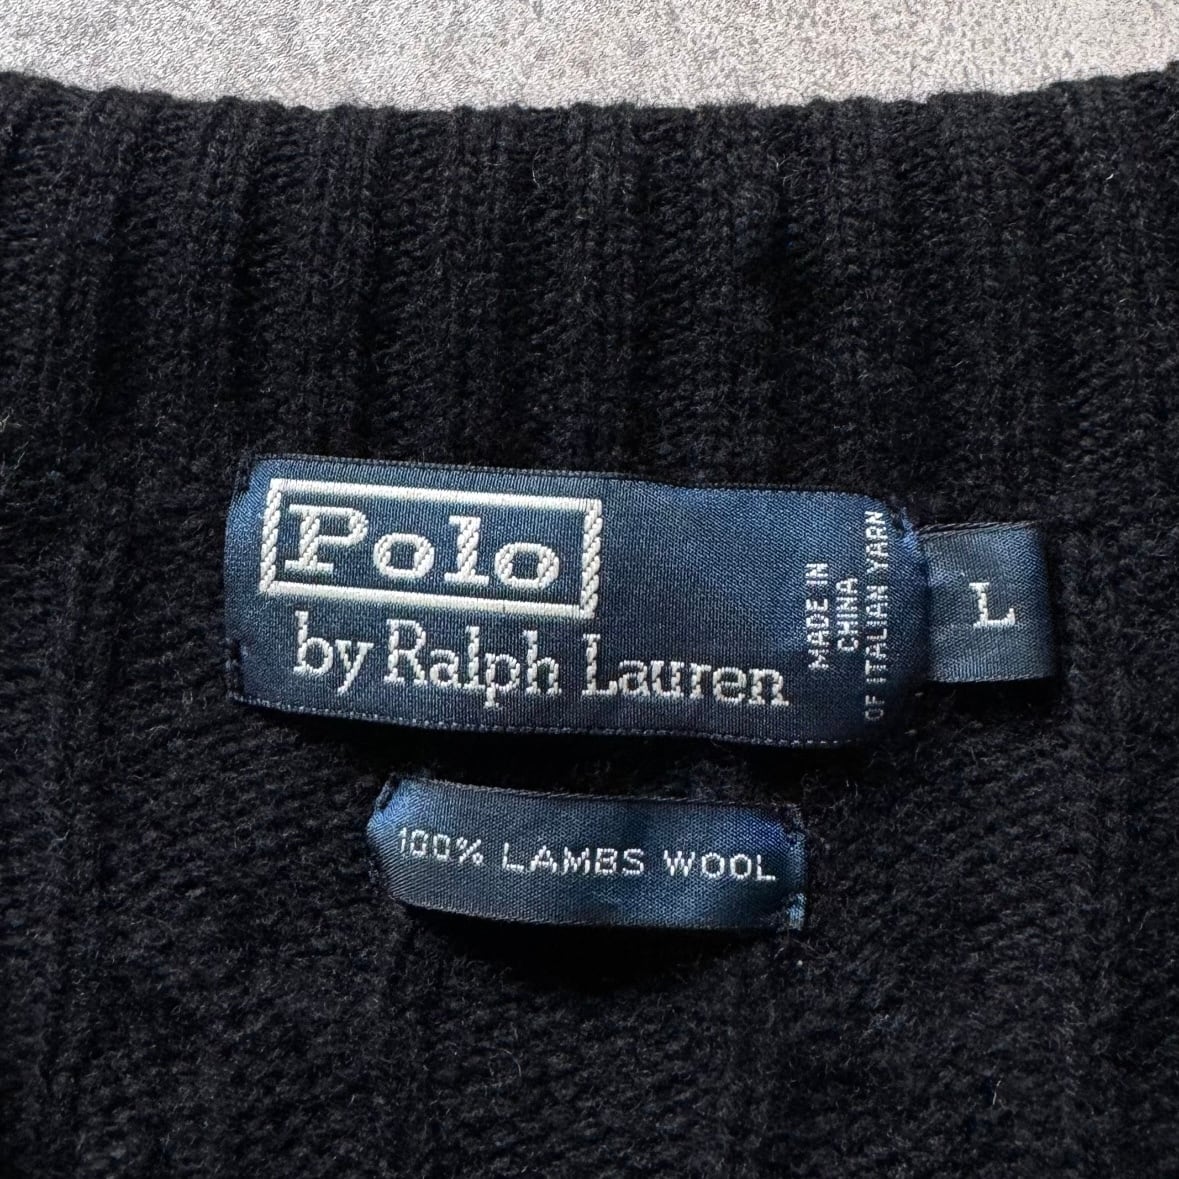 Polo
by Ralph Lauren
MADE IN
CHINA
OF ITALIAN YARN
L
100% LAMBS WOOL